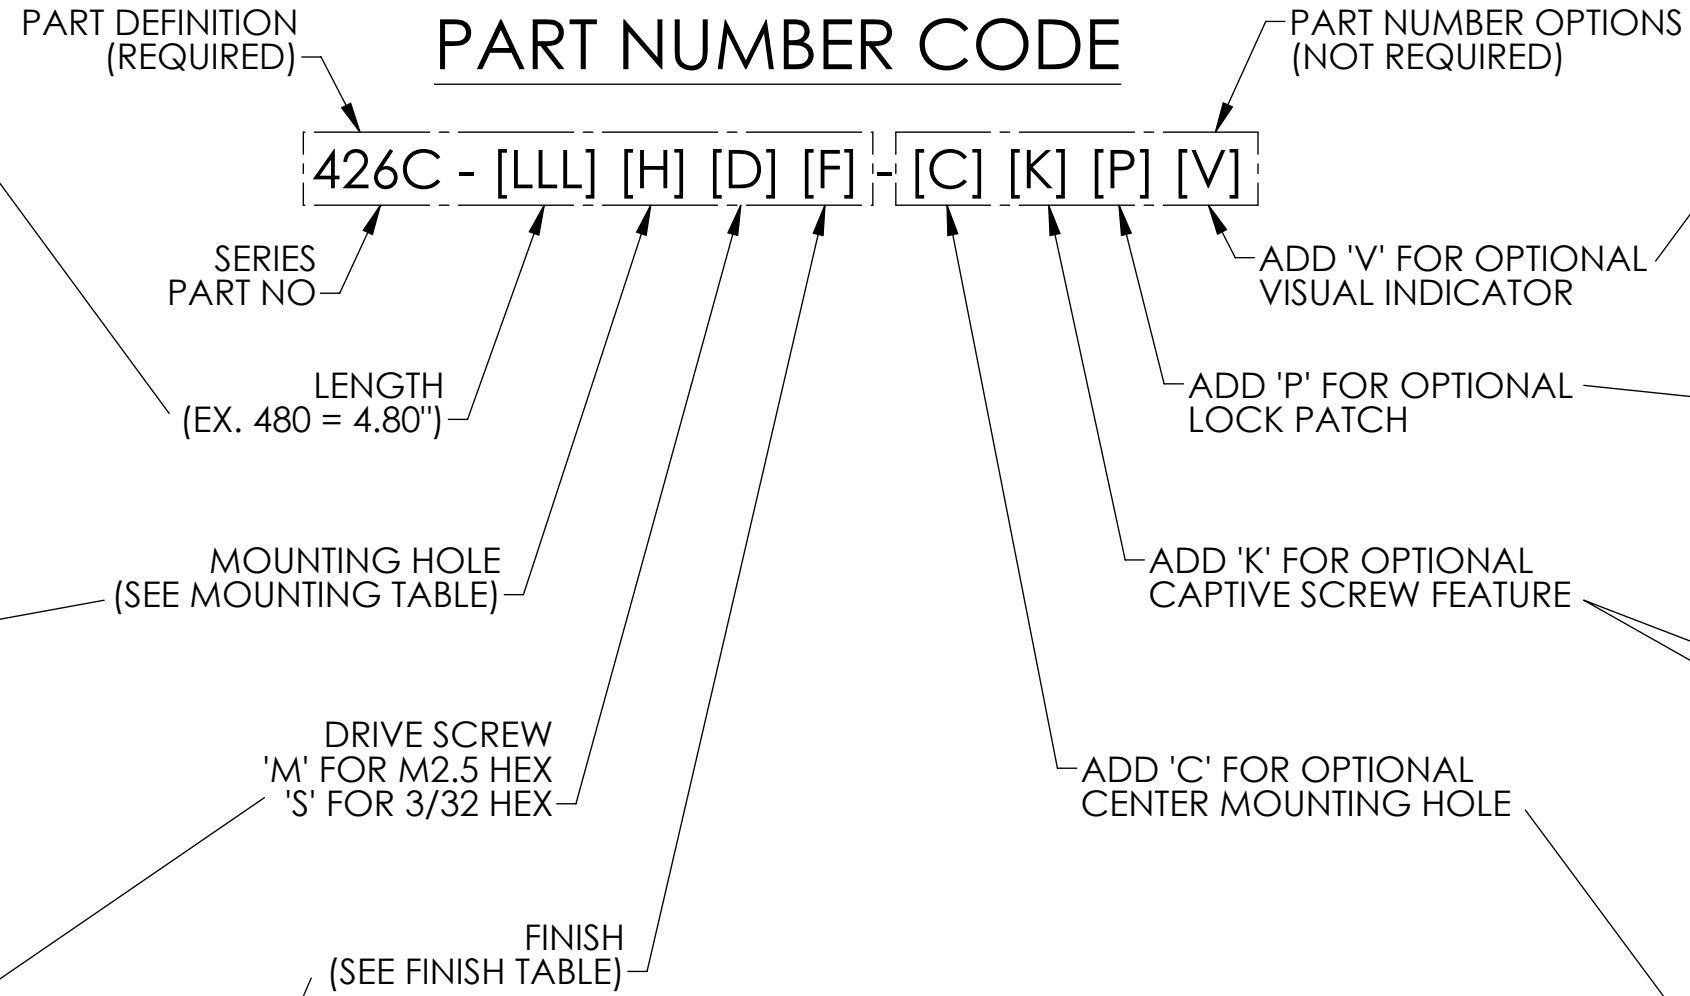 PART NUMBER CODE
PART DEFINITION
(REQUIRED)
PART NUMBER OPTIONS
(NOT REQUIRED)
426C - [LLL] [H] [D] [F] - [C] [K] [P] [V]
SERIES
PART NO
LENGTH
(EX. 480 = 4.80")
MOUNTING HOLE
(SEE MOUNTING TABLE)
DRIVE SCREW
'M' FOR M2.5 HEX
'S' FOR 3/32 HEX
FINISH
(SEE FINISH TABLE)
ADD 'V' FOR OPTIONAL
VISUAL INDICATOR
ADD 'P' FOR OPTIONAL
LOCK PATCH
ADD 'K' FOR OPTIONAL
CAPTIVE SCREW FEATURE
ADD 'C' FOR OPTIONAL
CENTER MOUNTING HOLE